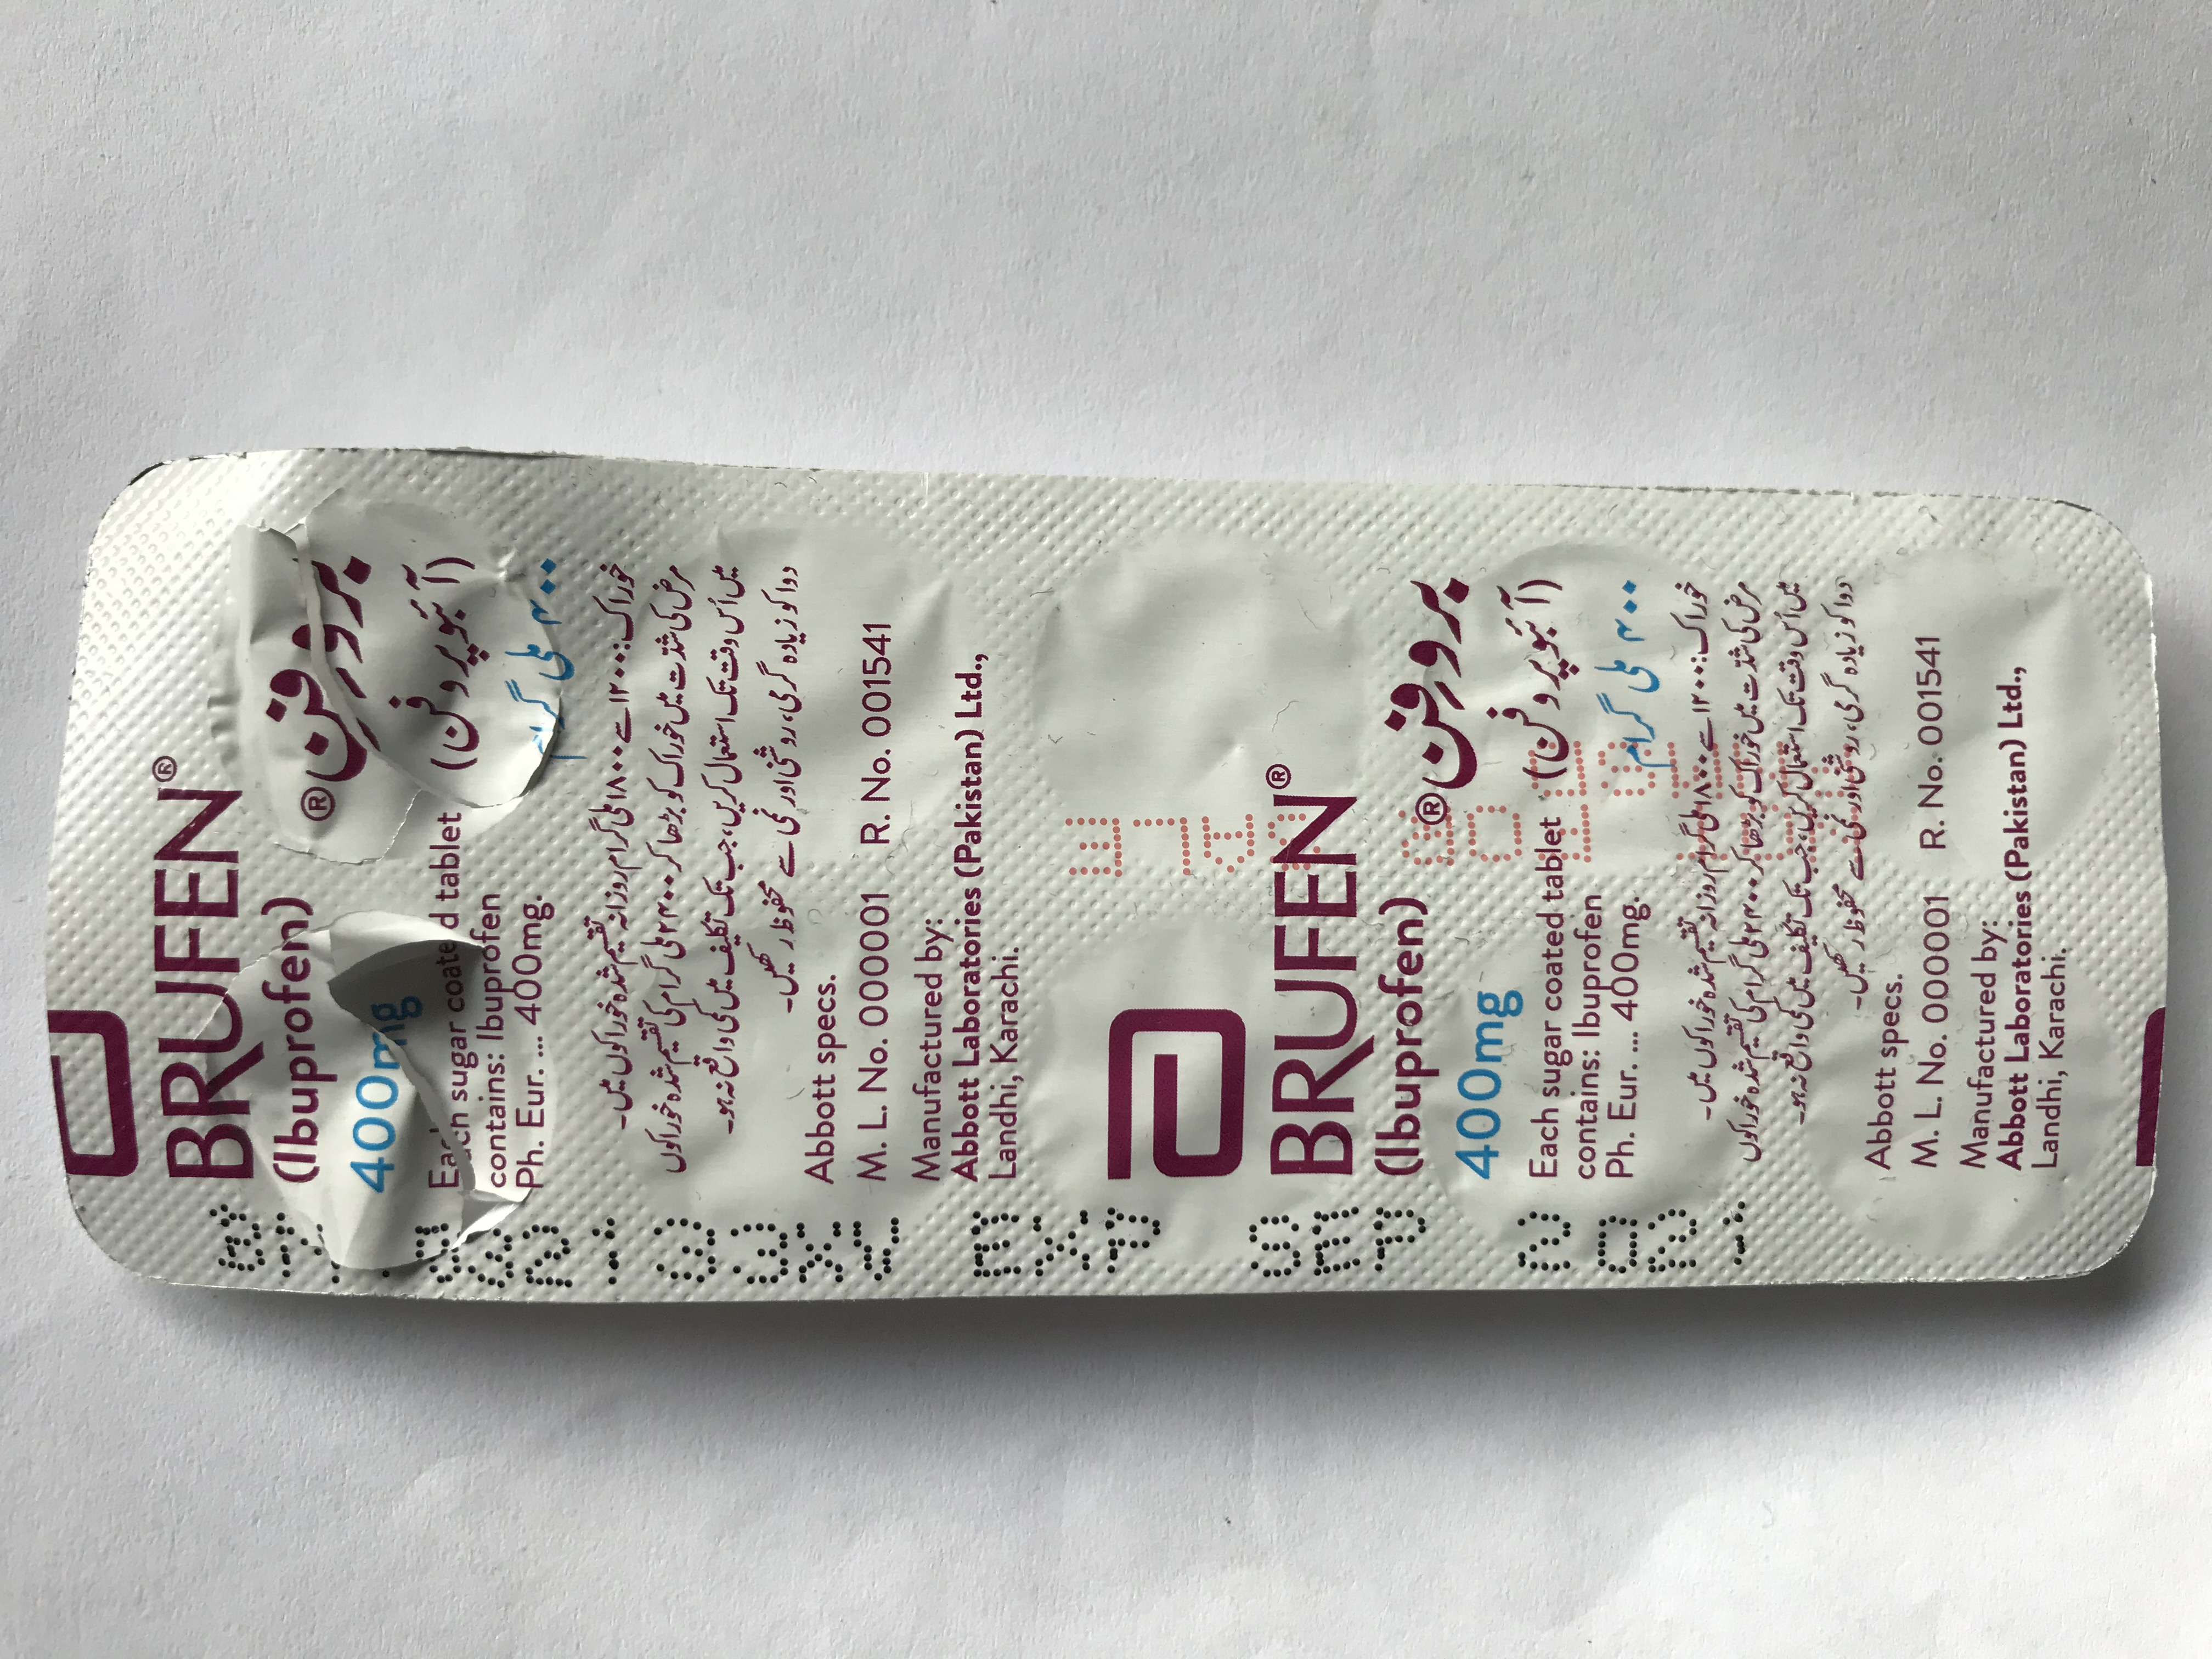 BRUFEN®
(Ibuprofen)
بروفن®
400mg
(آئبوپروفن)
Each sugar coated tablet
contains: Ibuprofen
Ph. Eur. ... 400mg.
۴۰۰ ملی گرام
خوراک: ۱۲۰۰ سے ۱۸۰۰ ملی گرام روزانہ تقسیم شدہ خوراکوں میں۔
مرض کی شدّت میں خوراک کو بڑھا کر ۲۴۰۰ ملی گرام کی تقسیم شدہ خوراکوں
میں اُس وقت تک استعمال کریں، جب تک تکلیف میں کمی واقع نہ ہو۔
دوا کو زیادہ گرمی، روشنی اور نمی سے محفوظ رکھیں۔
Abbott specs.
M. L. No. 000001 R. No. 001541
Manufactured by:
Abbott Laboratories (Pakistan) Ltd.,
Landhi, Karachi.
BRUFEN®
(Ibuprofen)
بروفِن®
400mg
(آئبوپروفن)
Each sugar coated tablet
contains: Ibuprofen
Ph. Eur. ... 400mg.
۴۰۰ ملی گرام
خوراک: ۱۲۰۰ سے ۱۸۰۰ ملی گرام روزانہ تقسیم شدہ خوراکوں میں۔
مرض کی شدّت میں خوراک کو بڑھا کر ۲۴۰۰ ملی گرام کی تقسیم شدہ خوراکوں
میں اُس وقت تک استعمال کریں، جب تک تکلیف میں کمی واقع نہ ہو۔
دوا کو زیادہ گرمی، روشنی اور نمی سے محفوظ رکھیں۔
Abbott specs.
M. L. No. 000001 R. No. 001541
Manufactured by:
Abbott Laboratories (Pakistan) Ltd.,
Landhi, Karachi.